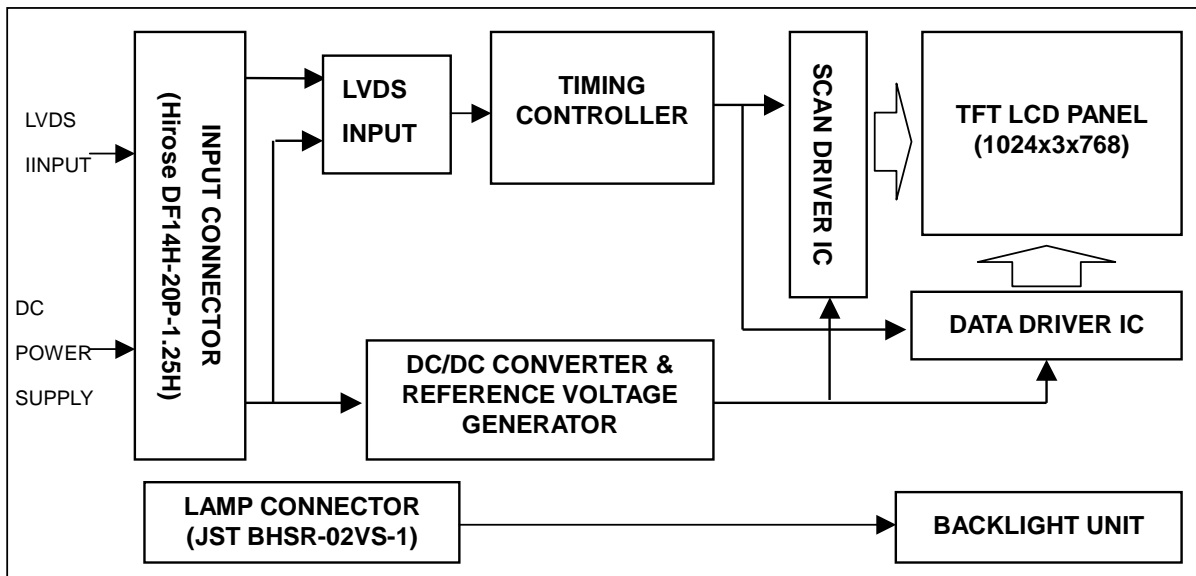 LVDS
IINPUT
DC
POWER
SUPPLY
INPUT CONNECTOR
(Hirose DF14H-20P-1.25H)
LVDS
INPUT
TIMING
CONTROLLER
SCAN DRIVER IC
TFT LCD PANEL
(1024x3x768)
DATA DRIVER IC
DC/DC CONVERTER &
REFERENCE VOLTAGE
GENERATOR
LAMP CONNECTOR
(JST BHSR-02VS-1)
BACKLIGHT UNIT